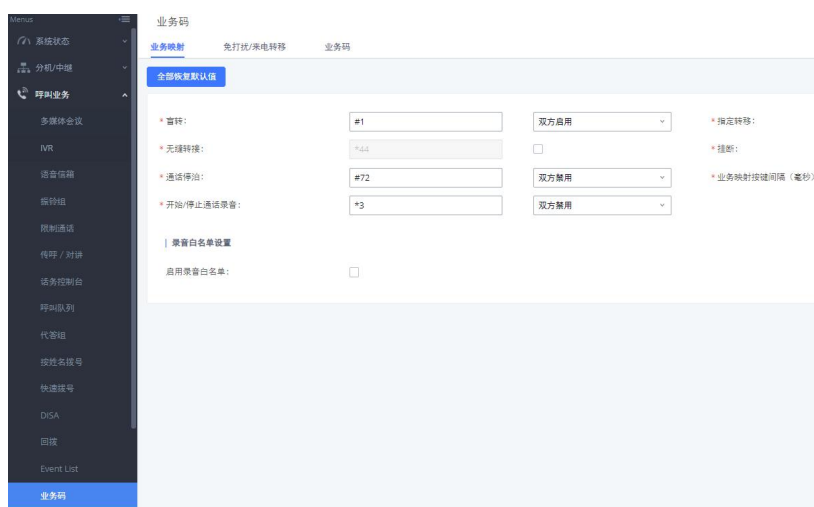 Menus
业务码
系统状态
分机/中继
呼叫业务
多媒体会议
IVR
语音信箱
振铃组
限制通话
传呼 / 对讲
话务控制台
呼叫队列
代答组
按姓名拨号
快速拨号
DISA
回拨
Event List
业务码
业务映射 免打扰/来电转移 业务码
全部恢复默认值
* 盲转: #1 双方启用 * 指定转移:
* 无缝转接: *44 * 挂断:
* 通话停泊: #72 双方禁用 * 业务映射按键间隔（毫秒）
* 开始/停止通话录音: *3 双方禁用
| 录音白名单设置
启用录音白名单: